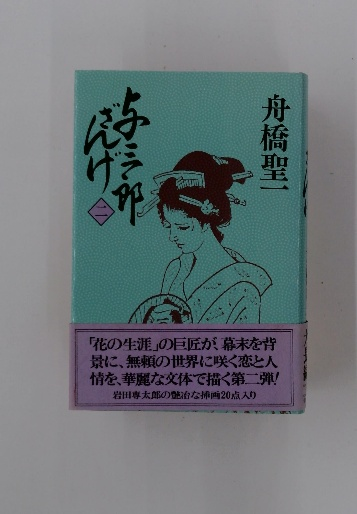 舟橋聖一
与三郎
ざんげ
二
「花の生涯」の巨匠が、幕末を背
景に、無頼の世界に咲く恋と人
情を、華麗な文体で描く第二弾!
岩田専太郎の艶冶な挿画20点入り